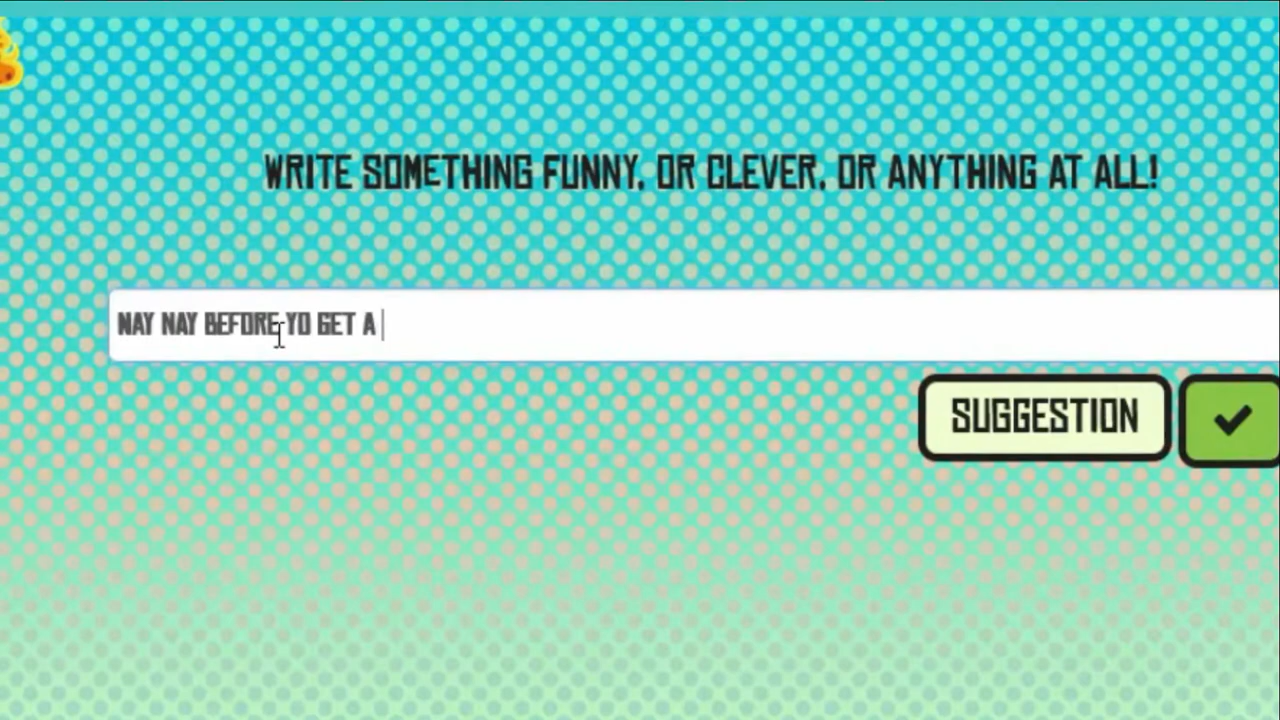 WRITE SOMETHING FUNNY, OR CLEVER, OR ANYTHING AT ALL!
NAY NAY BEFORE YO GET A
SUGGESTION